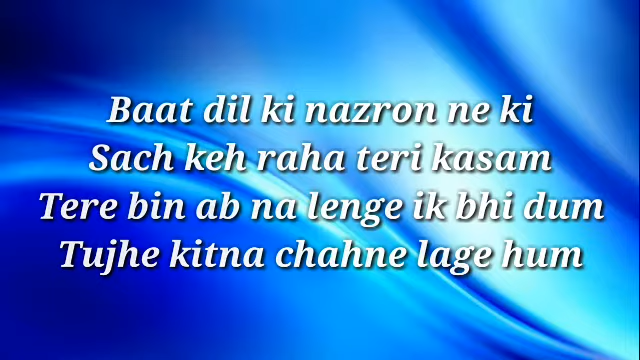 Baat dil ki nazron ne ki
Sach keh raha teri kasam
Tere bin ab na lenge ik bhi dum
Tujhe kitna chahne lage hum